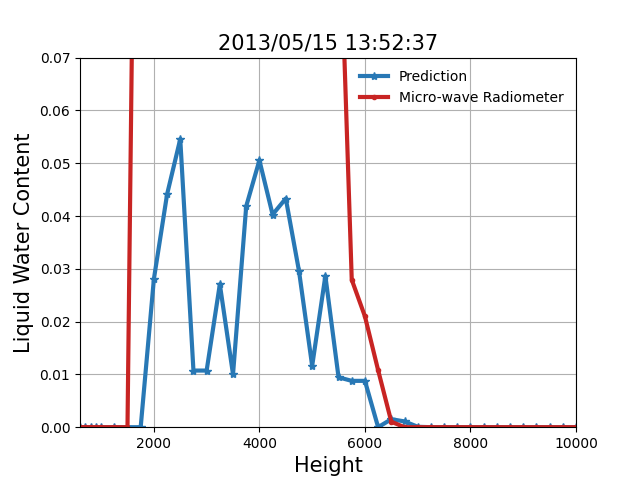 2013/05/15 13:52:37
0.07
0.06
0.05
0.04
0.03
0.02
0.01
0.00
Liquid Water Content
Prediction
Micro-wave Radiometer
2000 4000 6000 8000 10000
Height